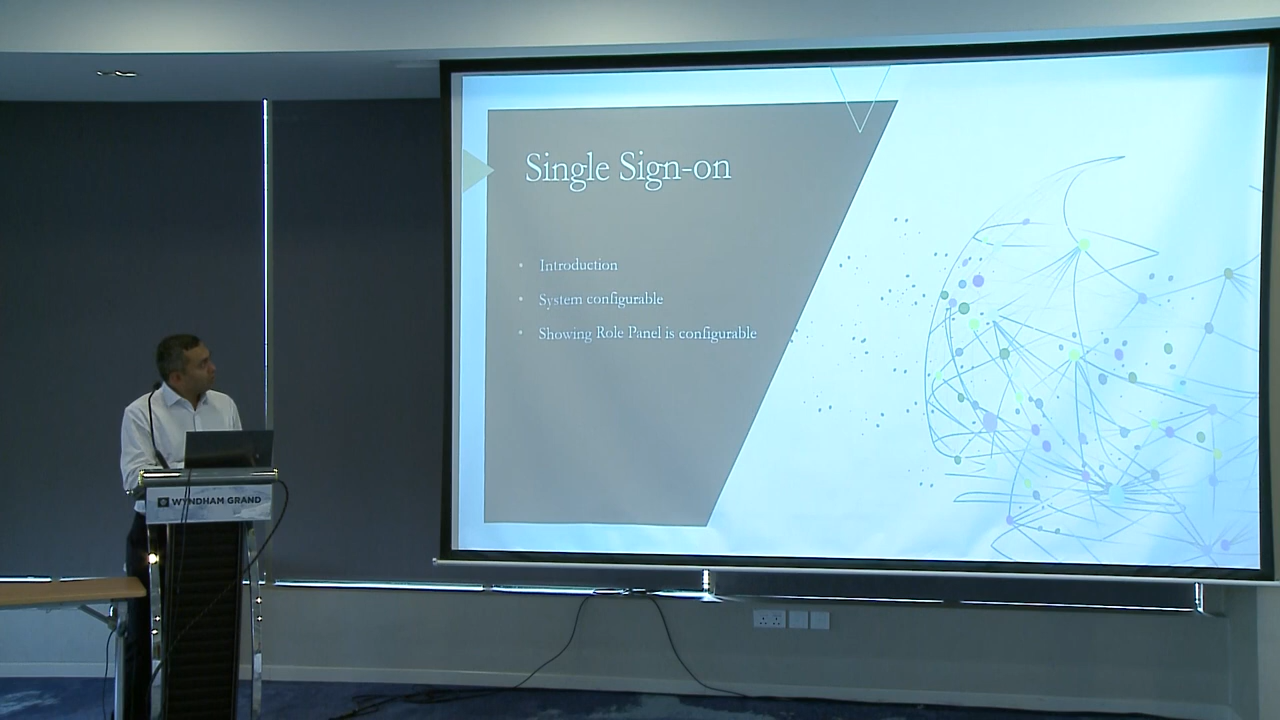 Single Sign-on
• Introduction
• System configurable
• Showing Role Panel is configurable
WYNDHAM GRAND